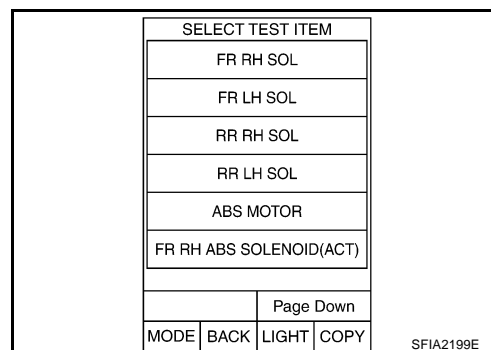 SELECT TEST ITEM
FR RH SOL
FR LH SOL
RR RH SOL
RR LH SOL
ABS MOTOR
FR RH ABS SOLENOID(ACT)
Page Down
MODE BACK LIGHT COPY
SFIA2199E